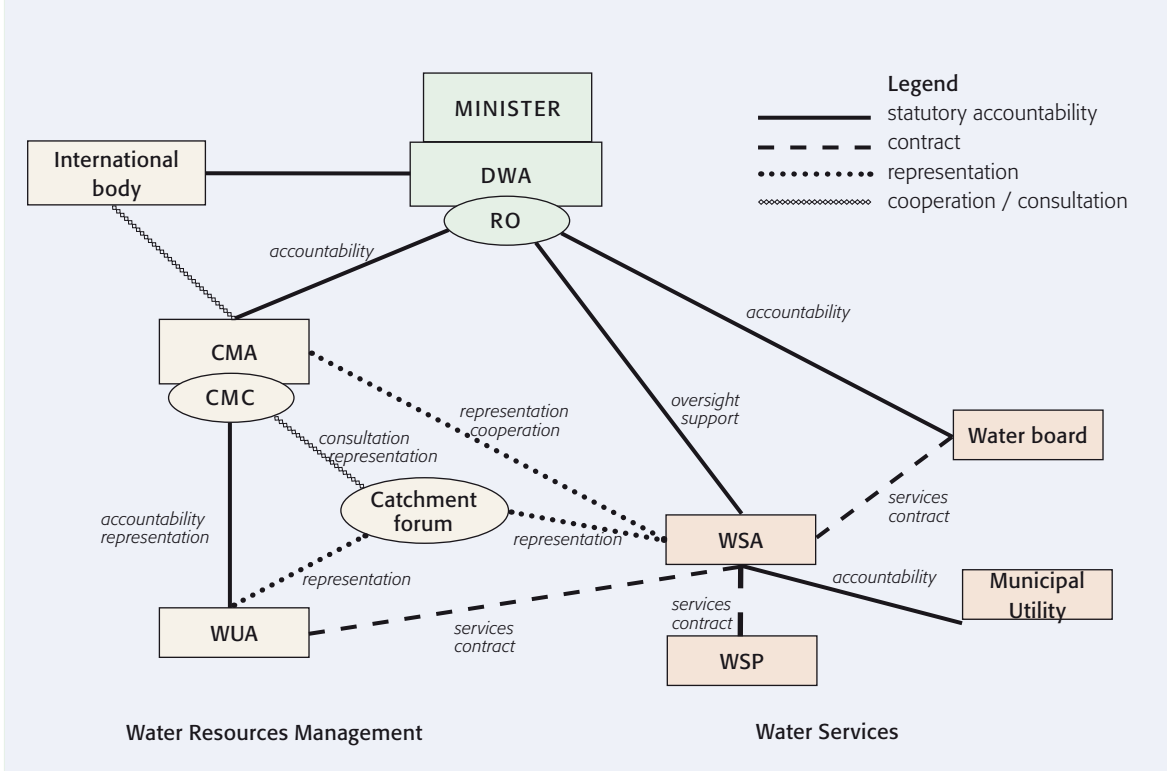 MINISTER
Legend
statutory accountability
contract
representation
cooperation / consultation
International
body
DWA
RO
accountability
accountability
CMA
CMC
representation
cooperation
oversight
support
consultation
representation
Water board
Catchment
forum
services
contract
accountability
representation
representation
WSA
representation
accountability
Municipal
Utility
services
contract
WUA
services
contract
WSP
Water Resources Management
Water Services